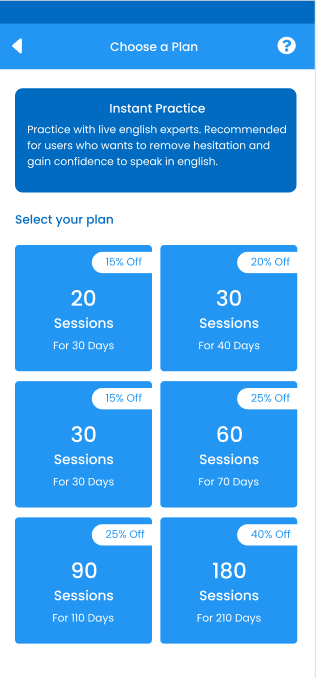 Choose a Plan
?
Instant Practice
Practice with live english experts. Recommended
for users who wants to remove hesitation and
gain confidence to speak in english.
Select your plan
15% Off
20
Sessions
For 30 Days
20% Off
30
Sessions
For 40 Days
15% Off
30
Sessions
For 30 Days
25% Off
60
Sessions
For 70 Days
25% Off
90
Sessions
For 110 Days
40% Off
180
Sessions
For 210 Days